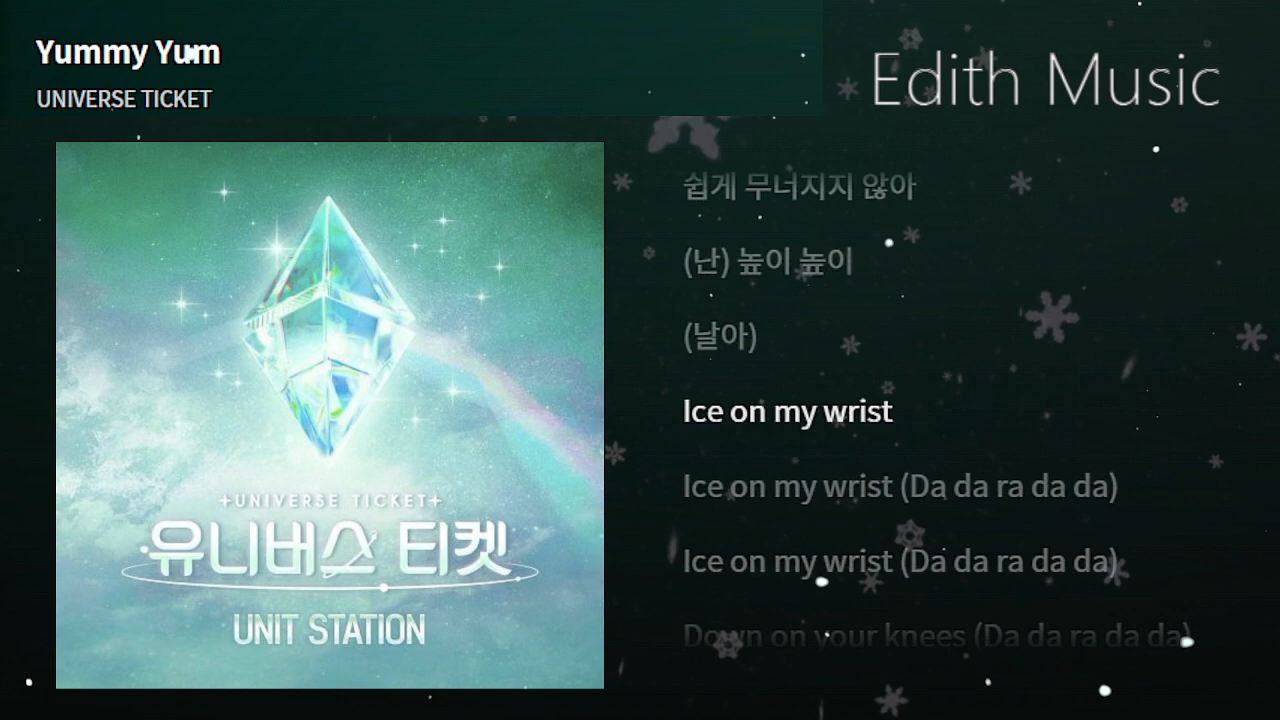 Yummy Yum
UNIVERSE TICKET
Edith Music
UNIVERSE TICKET
유니버스 티켓
UNIT STATION
쉽게 무너지지 않아
(난) 높이 높이
(날아)
Ice on my wrist
Ice on my wrist (Da da ra da da)
Ice on my wrist (Da da ra da da)
Down on your knees (Da da ra da da)